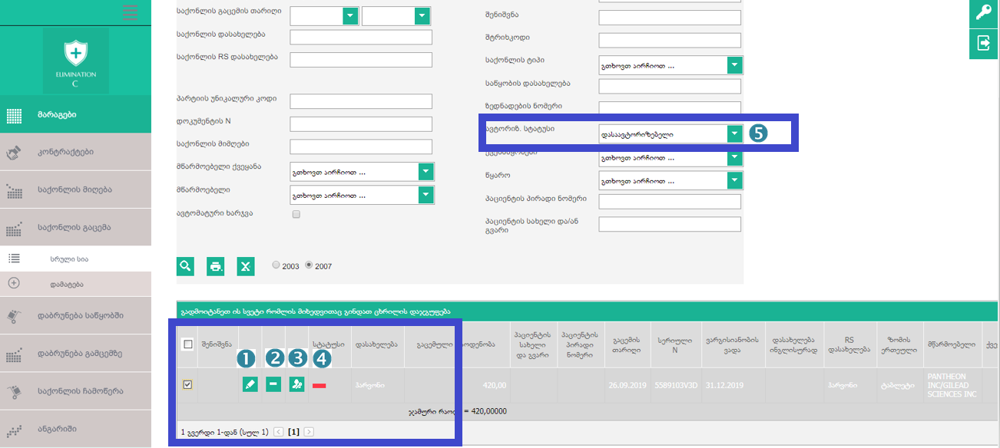 ELIMINATION
C
მარაგები
კონტრაქტები
საქონლის მიღება
საქონლის გაცემა
სრული სია
დამატება
დაბრუნება საწყობში
დაბრუნება გამცემზე
საქონლის ჩამოწერა
ანგარიში
საქონლის გაცემის თარიღი
საქონლის დასახელება
საქონლის RS დასახელება
პარტიის უნიკალური კოდი
დოკუმენტის N
საქონლის მიმღები
მწარმოებელი ქვეყანა
გთხოვთ აირჩიოთ ...
მწარმოებელი
გთხოვთ აირჩიოთ ...
ავტომატური ხარჯვა
შენიშვნა
შტრიხკოდი
საქონლის ტიპი
გთხოვთ აირჩიოთ ...
საწყობის დასახელება
ზედნადების ნომერი
ავტორიზ. სტატუსი
დასაავტორიზებელი
5
გთხოვთ აირჩიოთ ...
წყარო
გთხოვთ აირჩიოთ ...
პაციენტის პირადი ნომერი
პაციენტის სახელი და/ან
გვარი
2003 2007
გადმოიტანეთ ის სვეტი რომლის მიხედვითაც გინდათ ცხრილის დაჯგუფება
შენიშვნა
სტატუსი
დასახელება
გაცემული
ოდენობა
პაციენტის
სახელი
და გვარი
პაციენტის
პირადი
ნომერი
გაცემის
თარიღი
სერიული
N
ვარგისიანობის
ვადა
დასახელება
ინგლისურად
RS
დასახელება
ზომის
ერთეული
მწარმოებელი
ქვე
1 2 3 4
ჰარვონი
420,00
26.09.2019
5589103V3D
31.12.2019
ჰარვონი
ტაბლეტი
PANTHEON
INC/GILEAD
SCIENCES INC
ჯამური რაოდ = 420,00000
1 გვერდი 1-დან (სულ 1) < [1] >